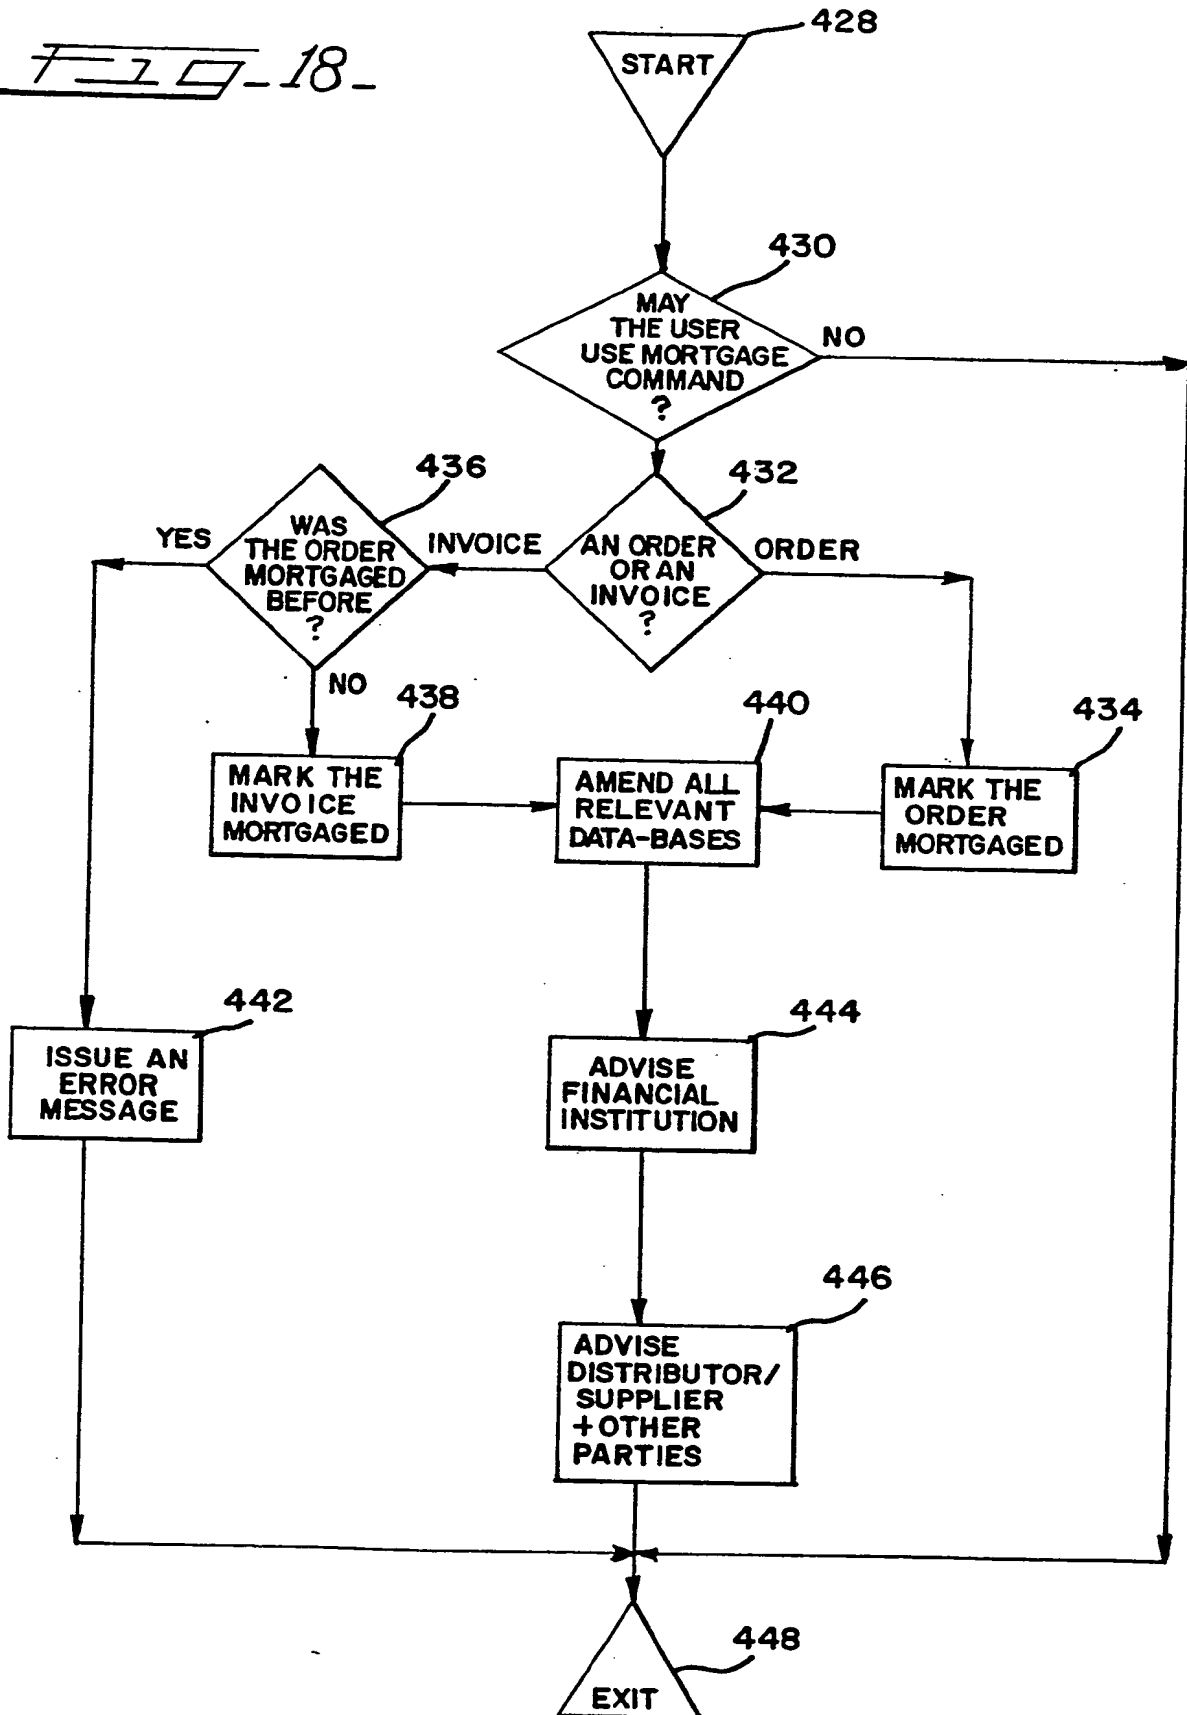 Fig-18-
428
START
430
MAY
THE USER
USE MORTGAGE
COMMAND
?
NO
436
432
YES
WAS
THE ORDER
MORTGAGED
BEFORE
?
INVOICE
AN ORDER
OR AN
INVOICE
?
ORDER
NO
438
440
434
MARK THE
INVOICE
MORTGAGED
AMEND ALL
RELEVANT
DATA-BASES
MARK THE
ORDER
MORTGAGED
442
ISSUE AN
ERROR
MESSAGE
444
ADVISE
FINANCIAL
INSTITUTION
446
ADVISE
DISTRIBUTOR/
SUPPLIER
+OTHER
PARTIES
448
EXIT